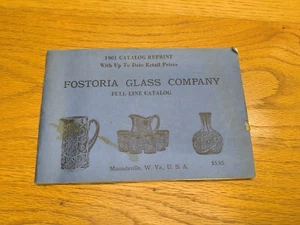 1901 CATALOG REPRINT
With Up To Date Retail Prices
FOSTORIA GLASS COMPANY
FULL LINE CATALOG
Moundsville, W. Va., U. S. A.